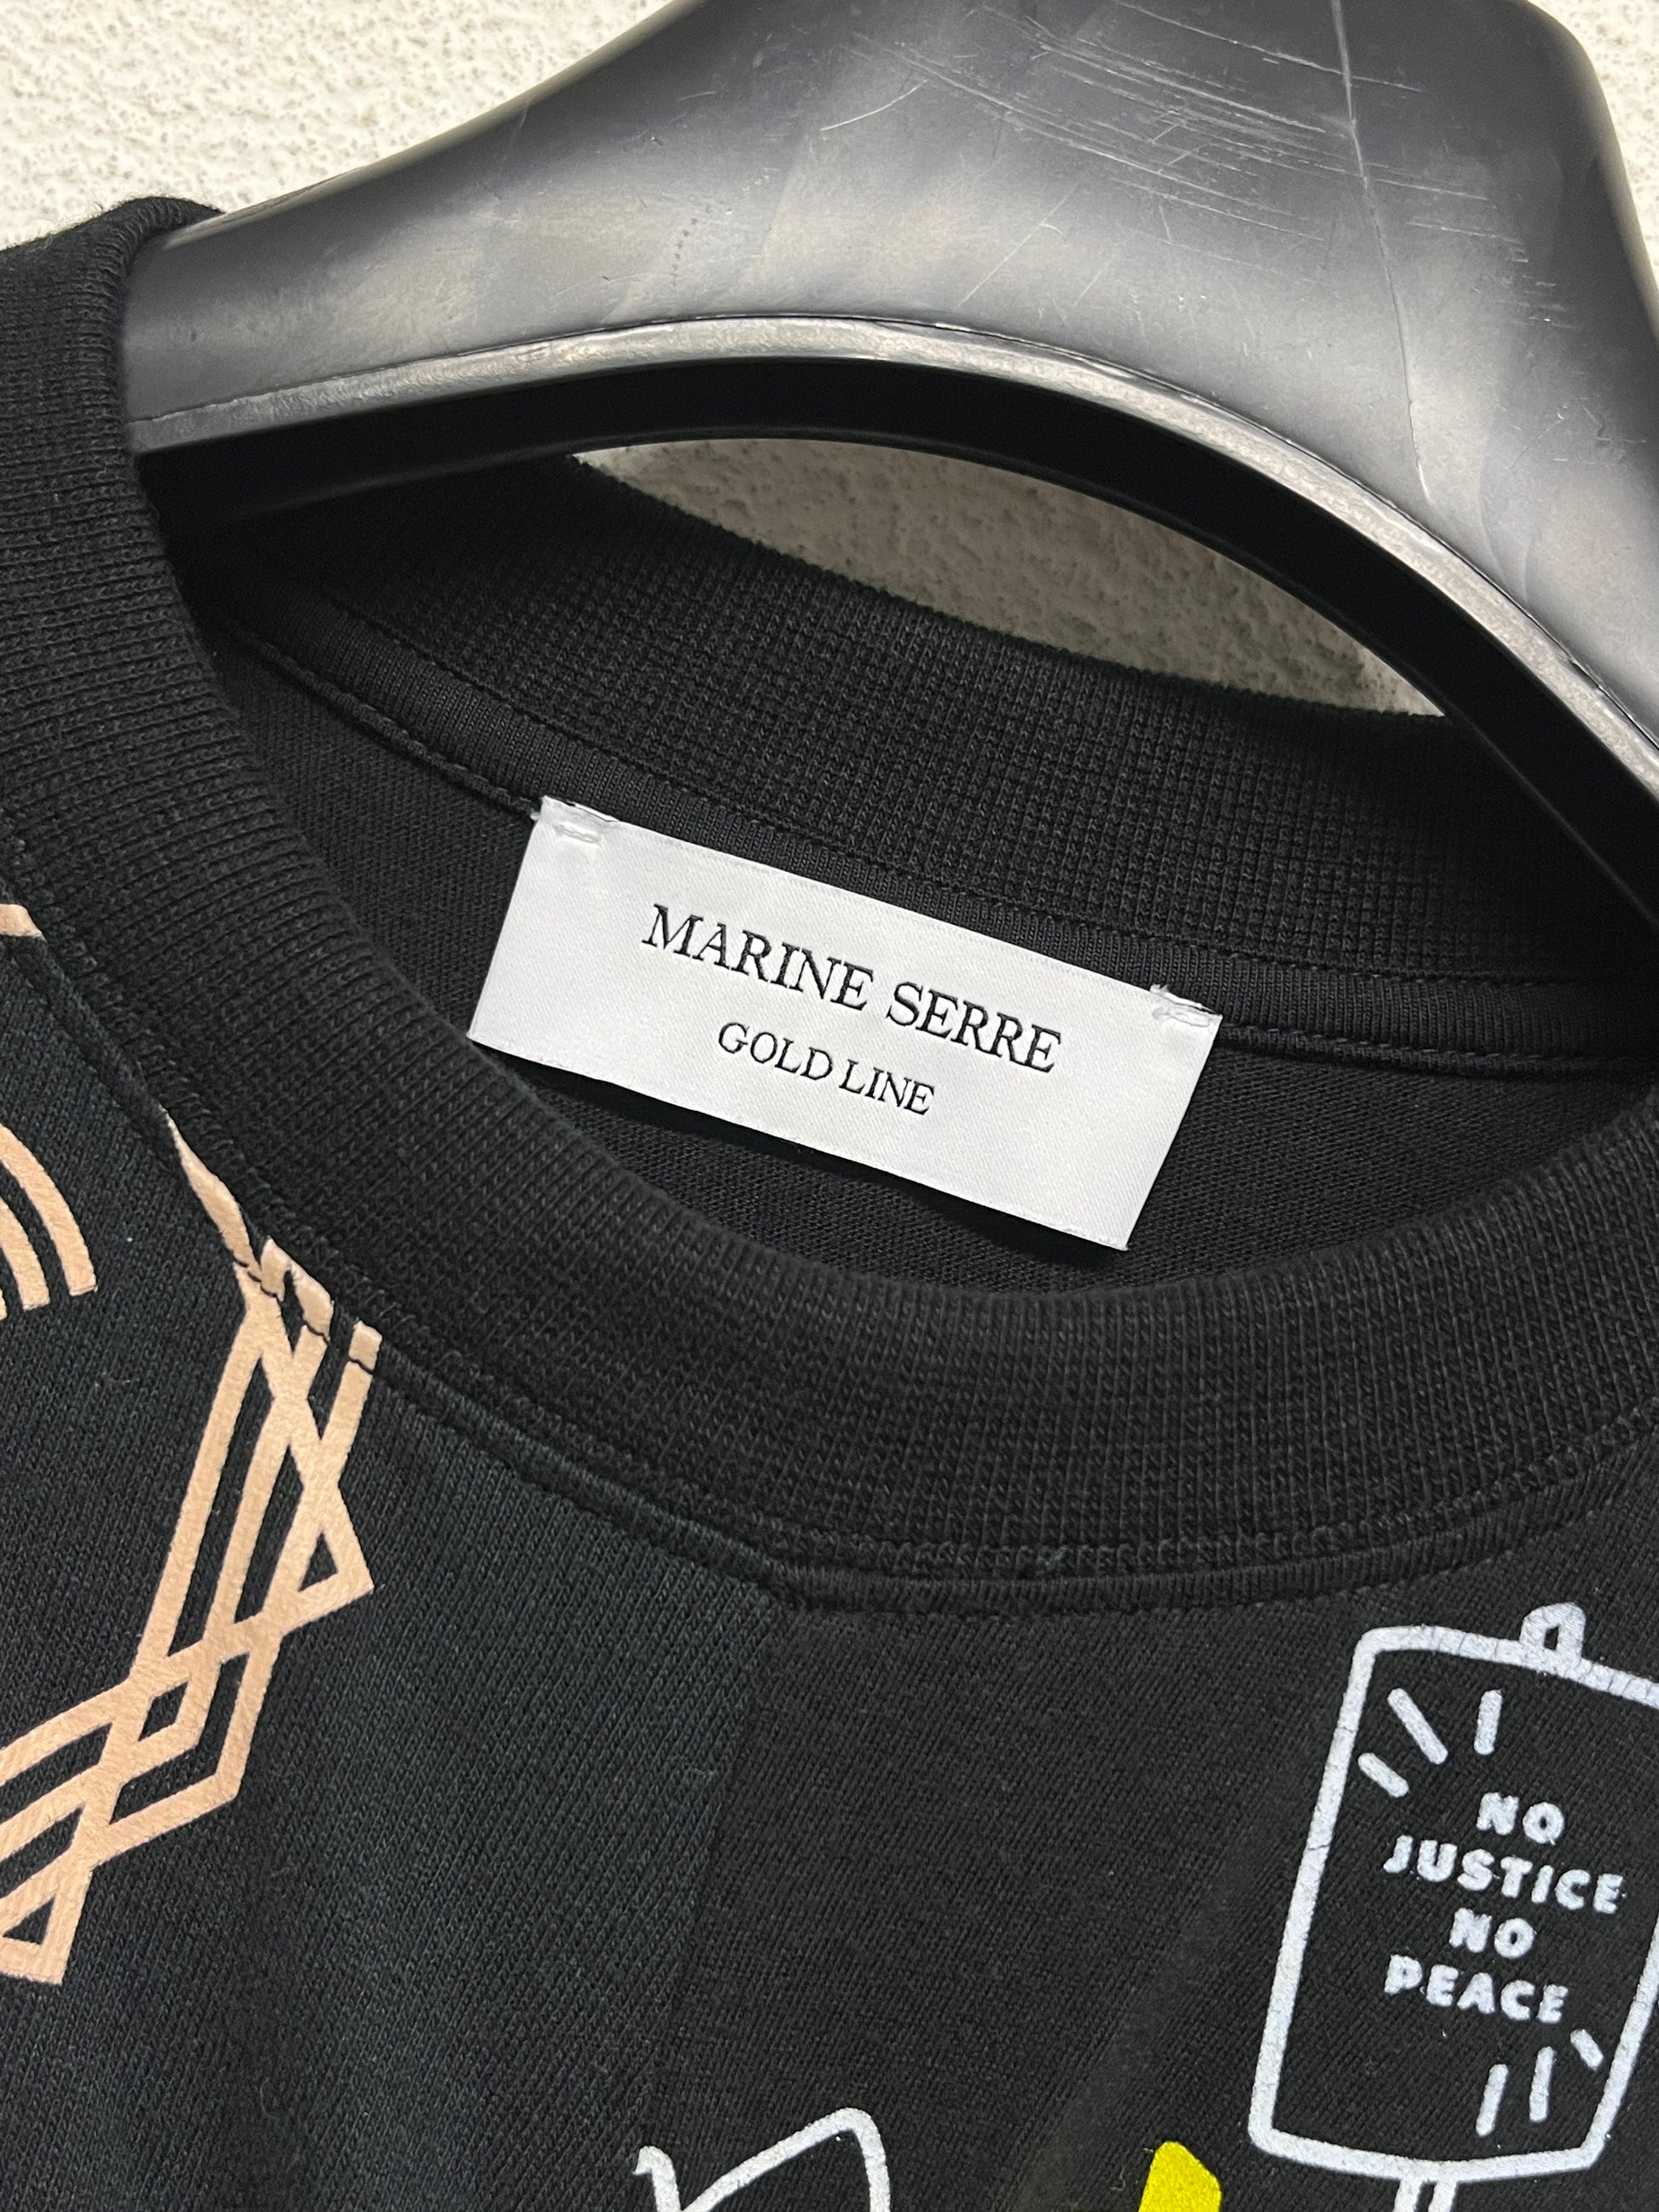 MARINE SERRE
GOLD LINE
NO
JUSTICE
NO
PEACE